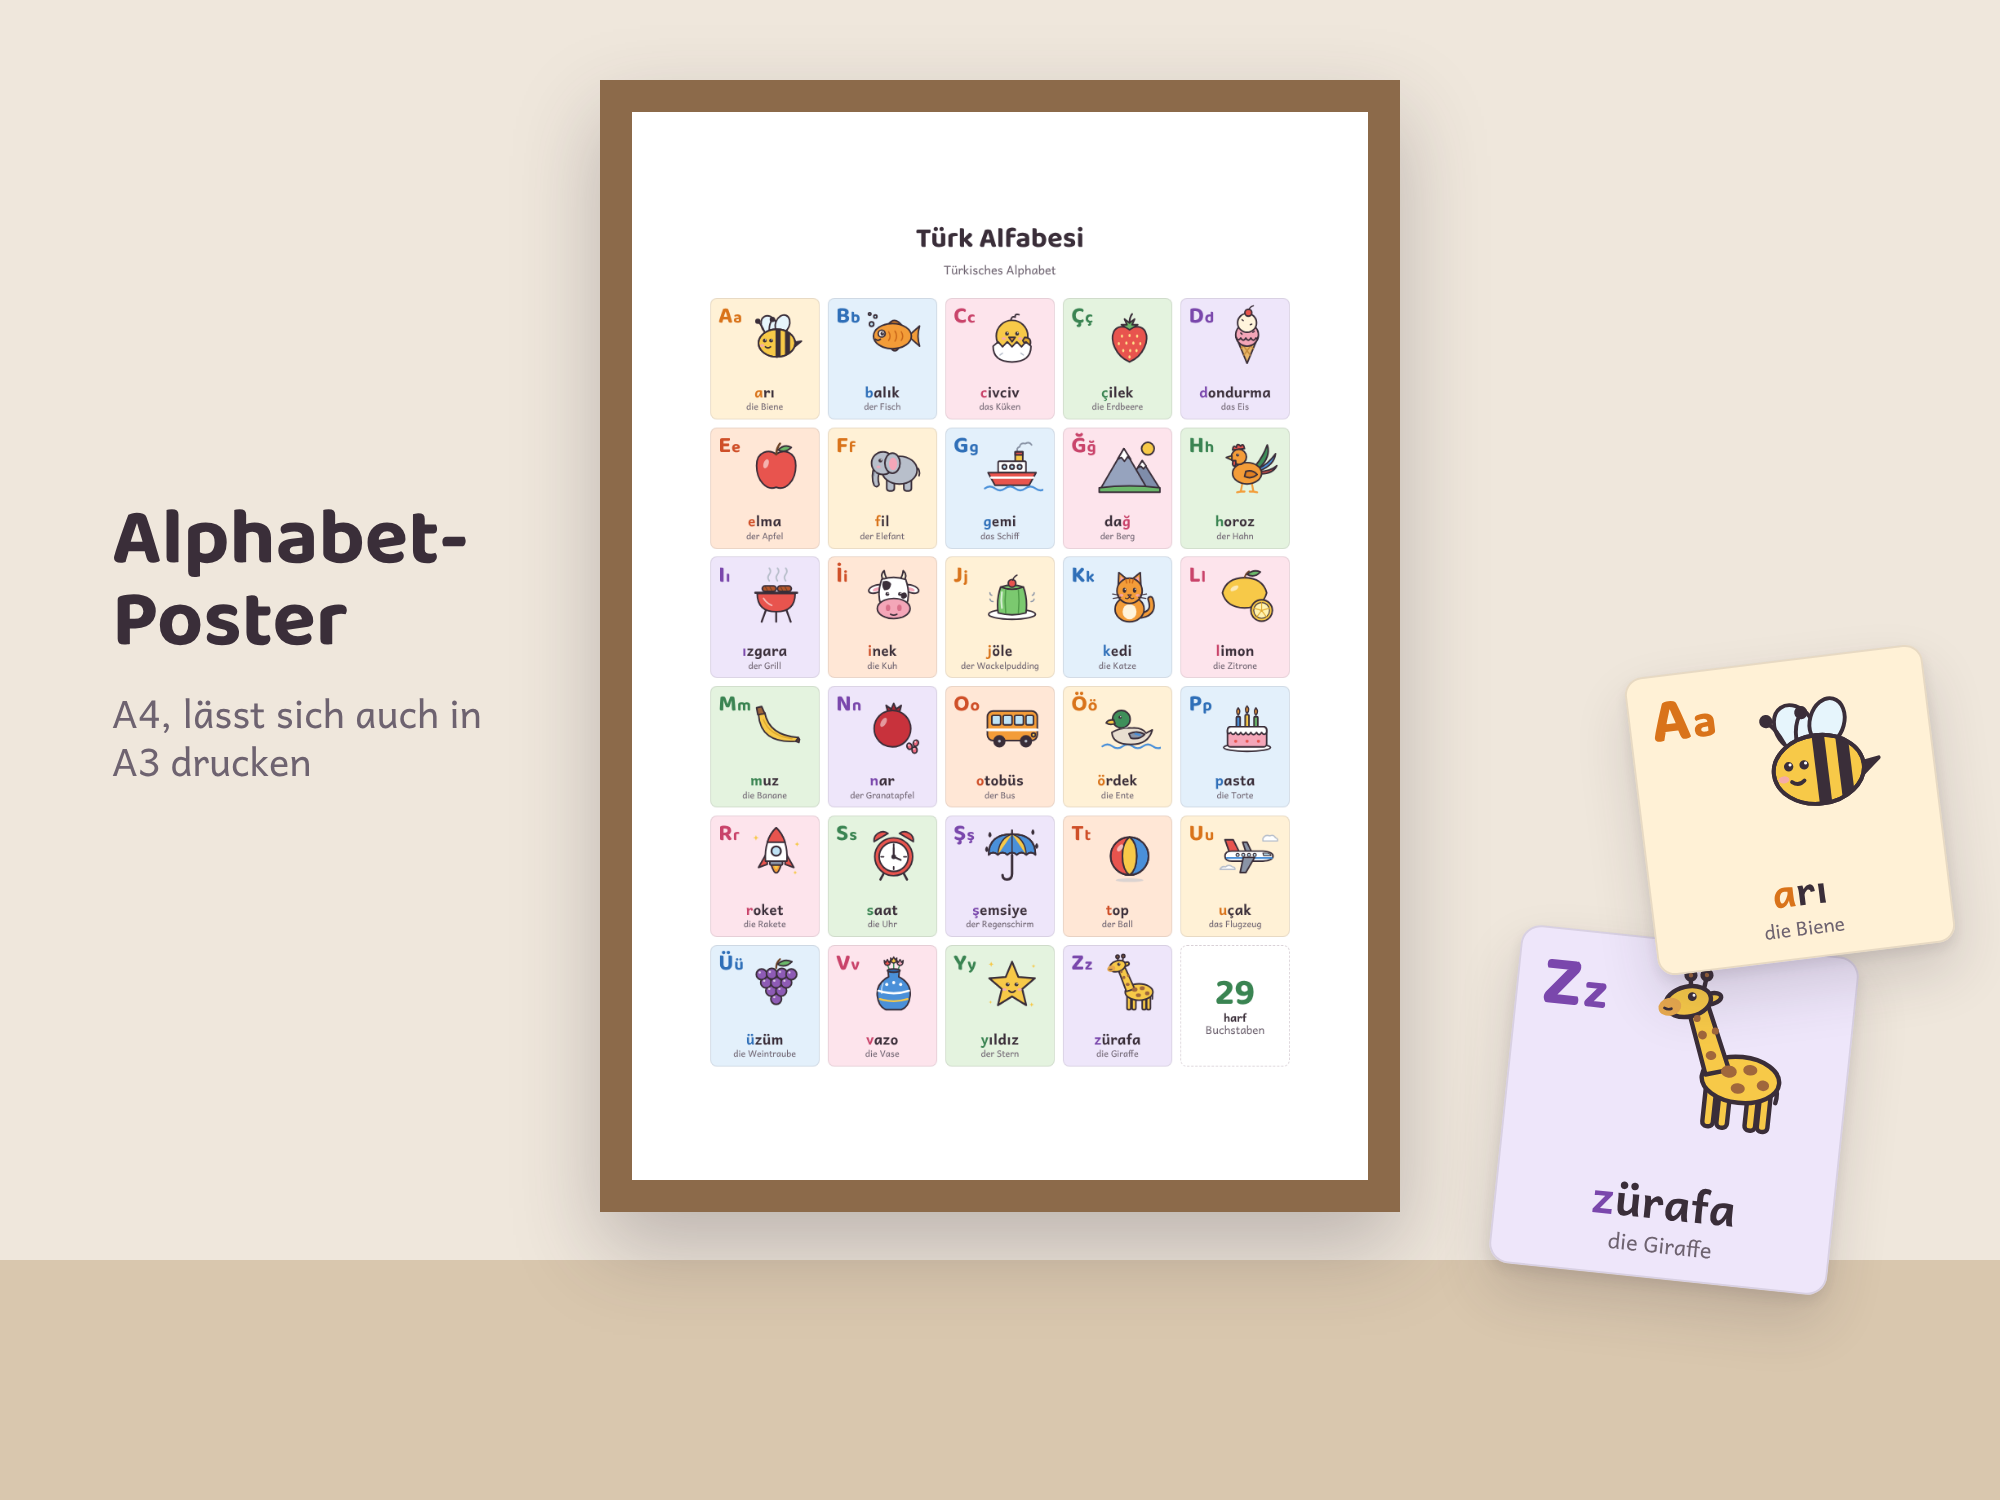 Alphabet-
Poster
A4, lässt sich auch in
A3 drucken
Türk Alfabesi
Türkisches Alphabet
Aa
arı
die Biene
Bb
balık
der Fisch
Cc
civciv
das Küken
Çç
çilek
die Erdbeere
Dd
dondurma
das Eis
Ee
elma
der Apfel
Ff
fil
der Elefant
Gg
gemi
das Schiff
Ğğ
dağ
der Berg
Hh
horoz
der Hahn
Iı
ızgara
der Grill
İi
inek
die Kuh
Jj
jöle
der Wackelpudding
Kk
kedi
die Katze
Ll
limon
die Zitrone
Mm
muz
die Banane
Nn
nar
der Granatapfel
Oo
otobüs
der Bus
Öö
ördek
die Ente
Pp
pasta
die Torte
Rr
roket
die Rakete
Ss
saat
die Uhr
Şş
şemsiye
der Regenschirm
Tt
top
der Ball
Uu
uçak
das Flugzeug
Üü
üzüm
die Weintraube
Vv
vazo
die Vase
Yy
yıldız
der Stern
Zz
zürafa
die Giraffe
29
harf
Buchstaben
Aa
arı
die Biene
Zz
zürafa
die Giraffe